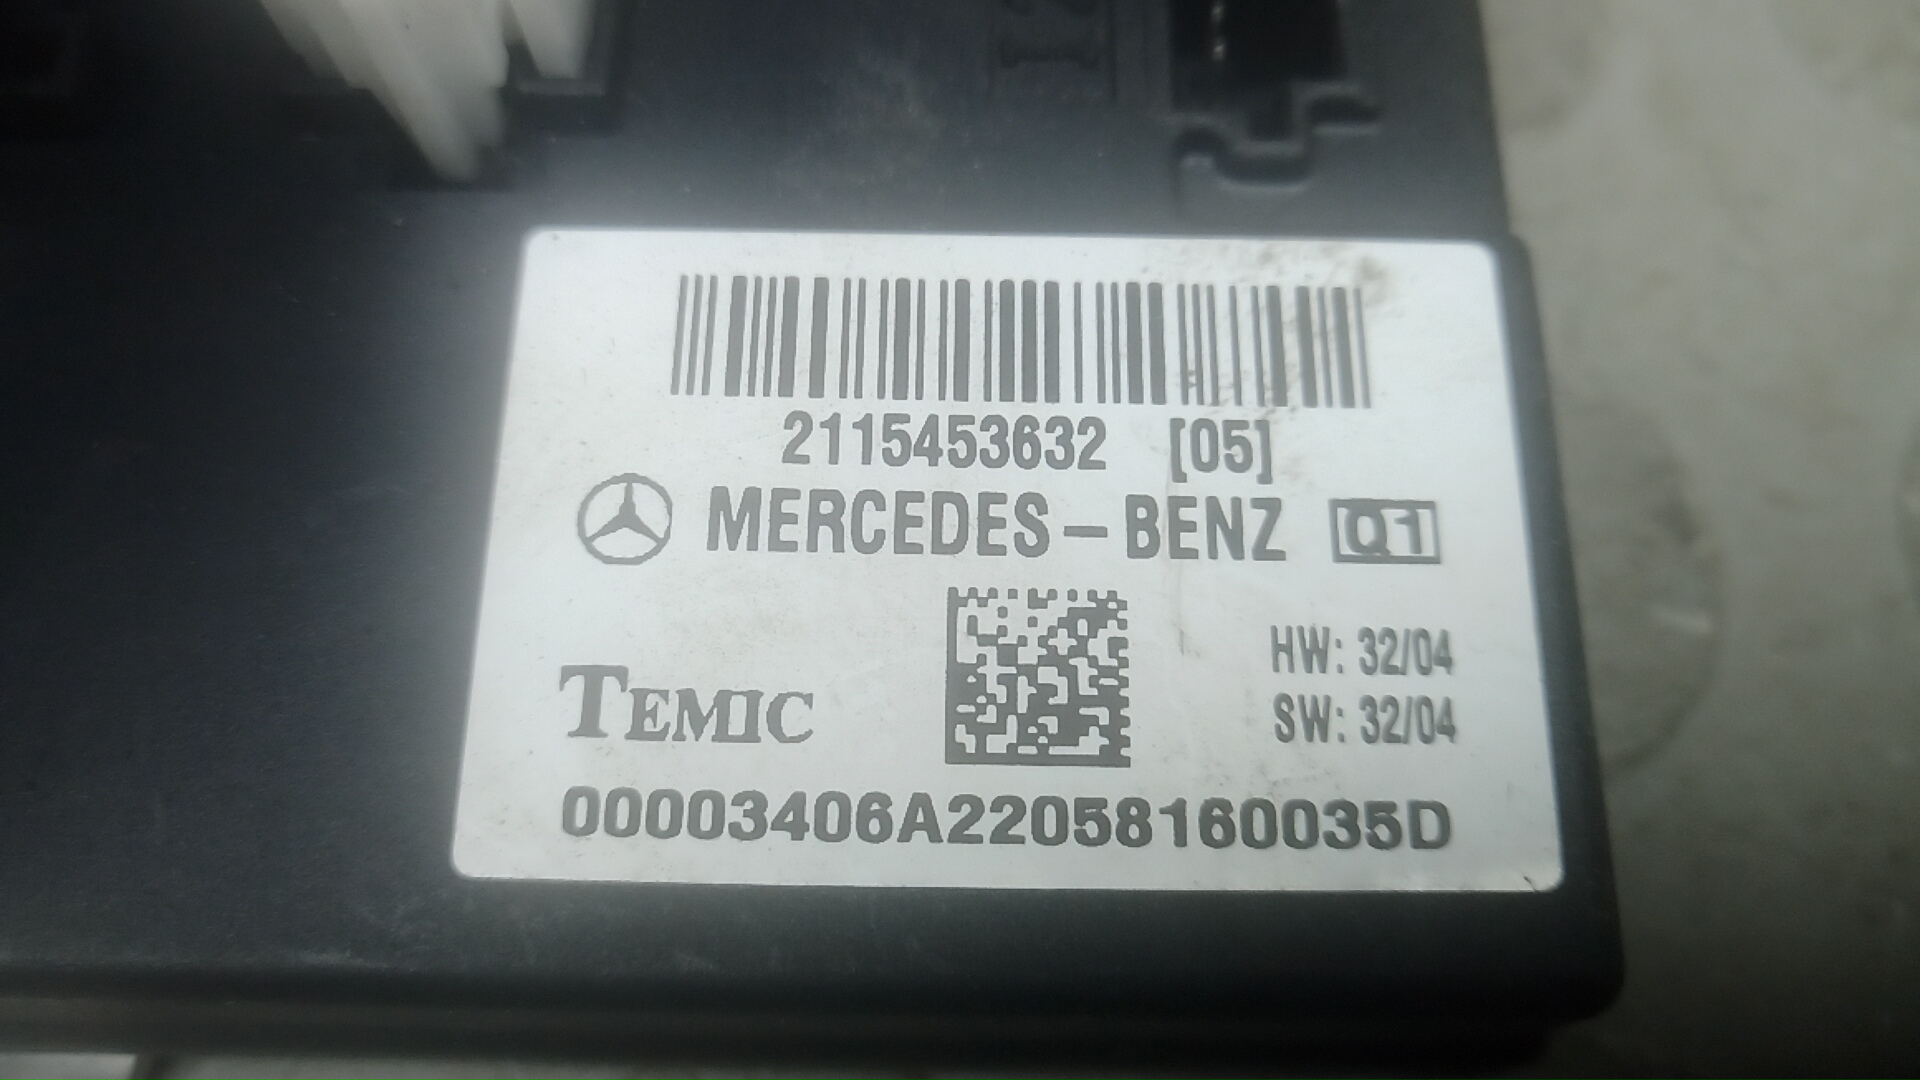 2115453632 [05]
MERCEDES-BENZ Q1
HW: 32/04
TEMIC
SW: 32/04
00003406A22058160035D